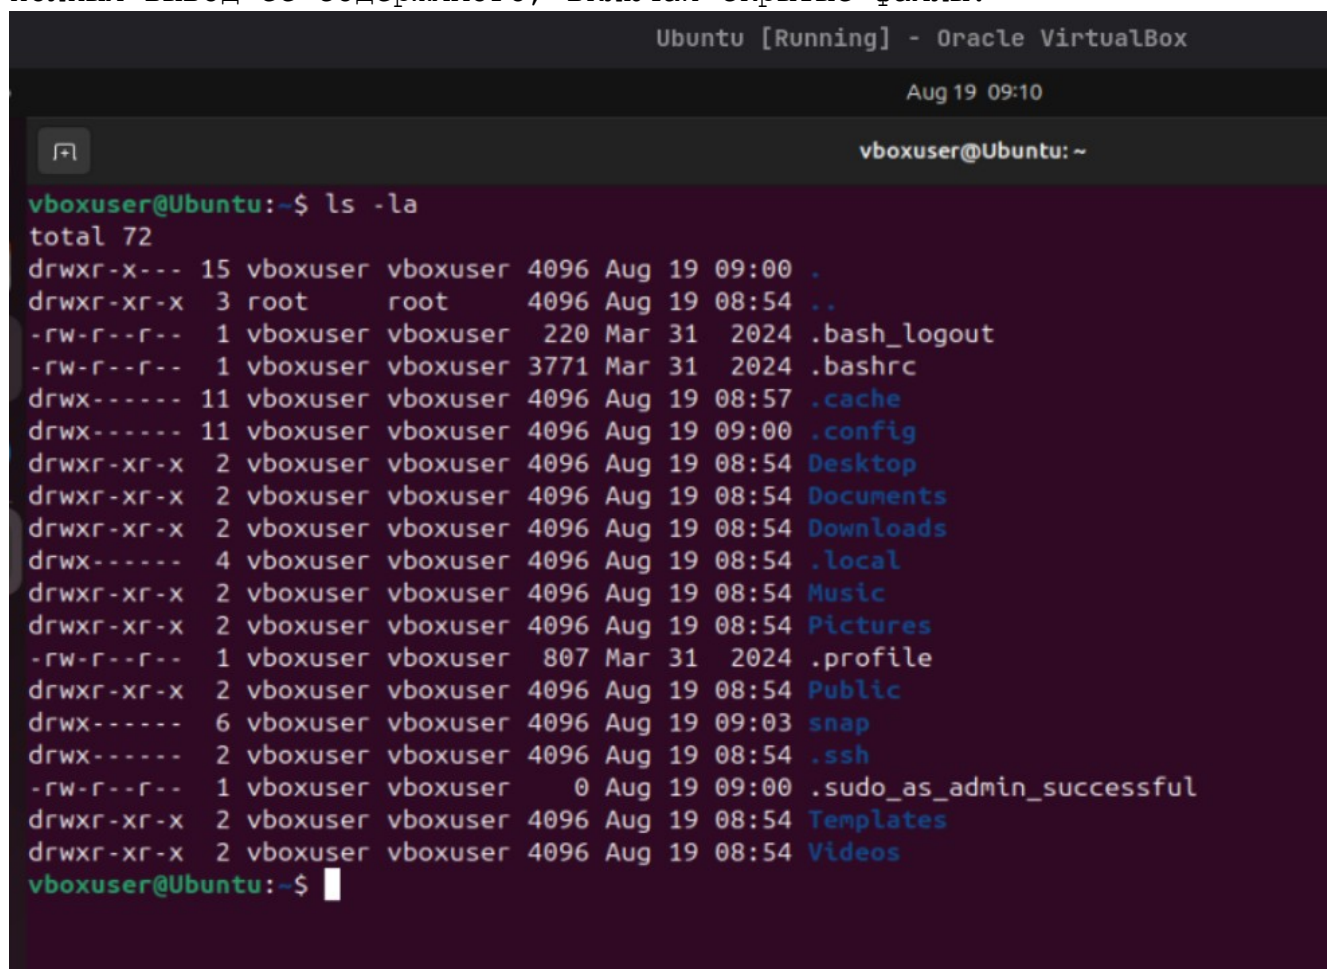 полный вывод ее содержимого, включая скрытые файлы.
Ubuntu [Running] - Oracle VirtualBox
Aug 19 09:10
vboxuser@Ubuntu: ~
vboxuser@Ubuntu:~$ ls -la
total 72
drwxr-x--- 15 vboxuser vboxuser 4096 Aug 19 09:00 .
drwxr-xr-x  3 root     root     4096 Aug 19 08:54 ..
-rw-r--r--  1 vboxuser vboxuser  220 Mar 31  2024 .bash_logout
-rw-r--r--  1 vboxuser vboxuser 3771 Mar 31  2024 .bashrc
drwx------ 11 vboxuser vboxuser 4096 Aug 19 08:57 .cache
drwx------ 11 vboxuser vboxuser 4096 Aug 19 09:00 .config
drwxr-xr-x  2 vboxuser vboxuser 4096 Aug 19 08:54 Desktop
drwxr-xr-x  2 vboxuser vboxuser 4096 Aug 19 08:54 Documents
drwxr-xr-x  2 vboxuser vboxuser 4096 Aug 19 08:54 Downloads
drwx------  4 vboxuser vboxuser 4096 Aug 19 08:54 .local
drwxr-xr-x  2 vboxuser vboxuser 4096 Aug 19 08:54 Music
drwxr-xr-x  2 vboxuser vboxuser 4096 Aug 19 08:54 Pictures
-rw-r--r--  1 vboxuser vboxuser  807 Mar 31  2024 .profile
drwxr-xr-x  2 vboxuser vboxuser 4096 Aug 19 08:54 Public
drwx------  6 vboxuser vboxuser 4096 Aug 19 09:03 snap
drwx------  2 vboxuser vboxuser 4096 Aug 19 08:54 .ssh
-rw-r--r--  1 vboxuser vboxuser    0 Aug 19 09:00 .sudo_as_admin_successful
drwxr-xr-x  2 vboxuser vboxuser 4096 Aug 19 08:54 Templates
drwxr-xr-x  2 vboxuser vboxuser 4096 Aug 19 08:54 Videos
vboxuser@Ubuntu:~$